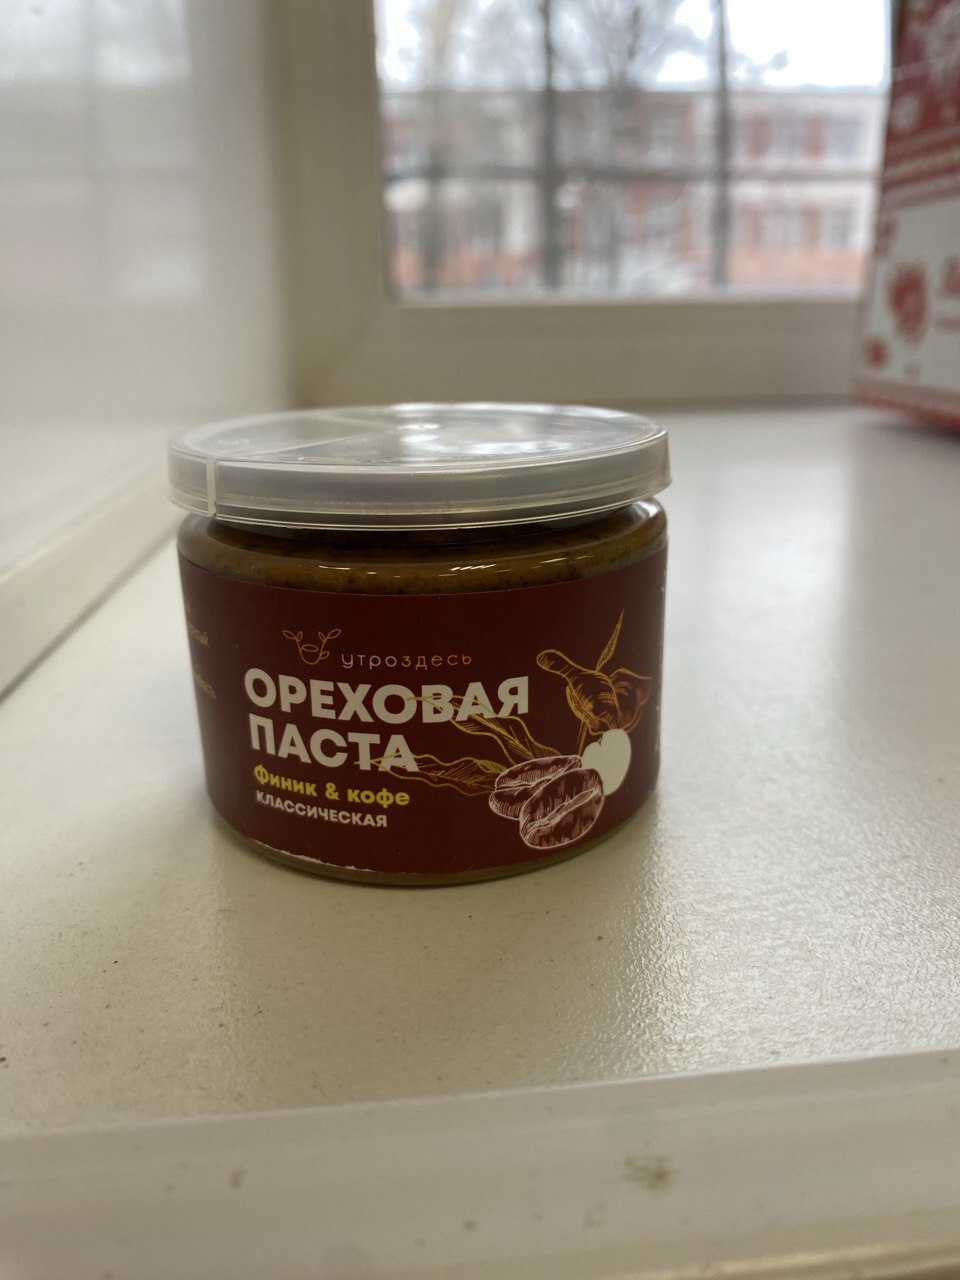 утроздесь
ОРЕХОВАЯ
ПАСТА
Финик & кофе
КЛАССИЧЕСКАЯ